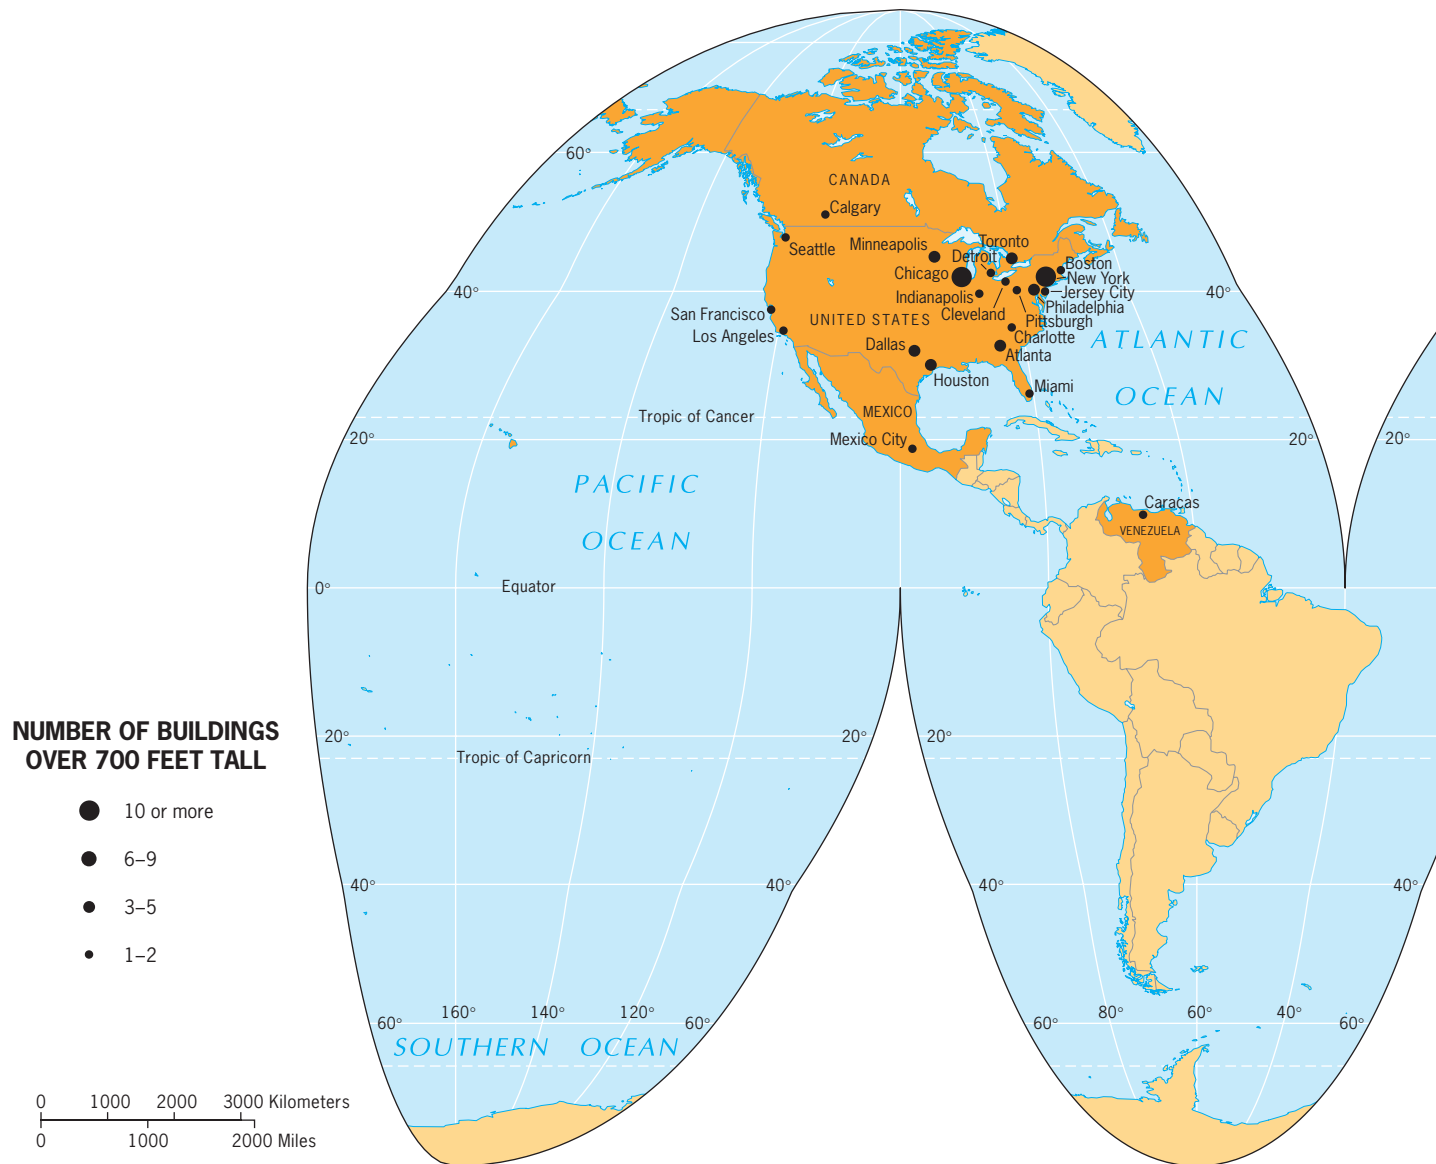 60°
CANADA
Calgary
Seattle
Minneapolis
Toronto
Detroit
Boston
Chicago
New York
40°
Jersey City
40°
Indianapolis
Philadelphia
San Francisco
Cleveland
UNITED STATES
Pittsburgh
Los Angeles
Charlotte
ATLANTIC
OCEAN
Dallas
Atlanta
Houston
Miami
Tropic of Cancer
MEXICO
20°
Mexico City
20°
20°
PACIFIC
OCEAN
Caracas
VENEZUELA
0°
Equator
NUMBER OF BUILDINGS
OVER 700 FEET TALL
20°
20°
20°
Tropic of Capricorn
10 or more
6–9
3–5
1–2
40°
40°
40°
40°
60°
160°
140°
120°
60°
60°
80°
60°
40°
60°
SOUTHERN OCEAN
0 1000 2000 3000 Kilometers
0 1000 2000 Miles